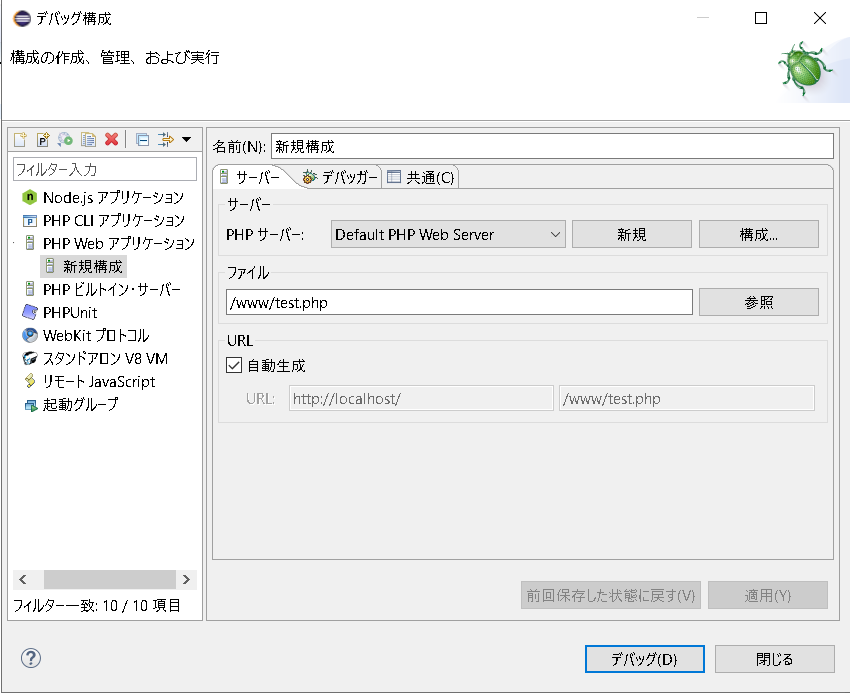 デバッグ構成
構成の作成、管理、および実行
フィルター入力
Node.js アプリケーション
PHP CLI アプリケーション
PHP Web アプリケーション
新規構成
PHP ビルトイン・サーバー
PHPUnit
WebKit プロトコル
スタンドアロン V8 VM
リモート JavaScript
起動グループ
フィルター一致: 10 / 10 項目
名前(N): 新規構成
サーバー デバッガー 共通(C)
サーバー
PHP サーバー: Default PHP Web Server 新規 構成...
ファイル
/www/test.php 参照
URL
自動生成
URL: http://localhost/ /www/test.php
前回保存した状態に戻す(V) 適用(Y)
デバッグ(D) 閉じる